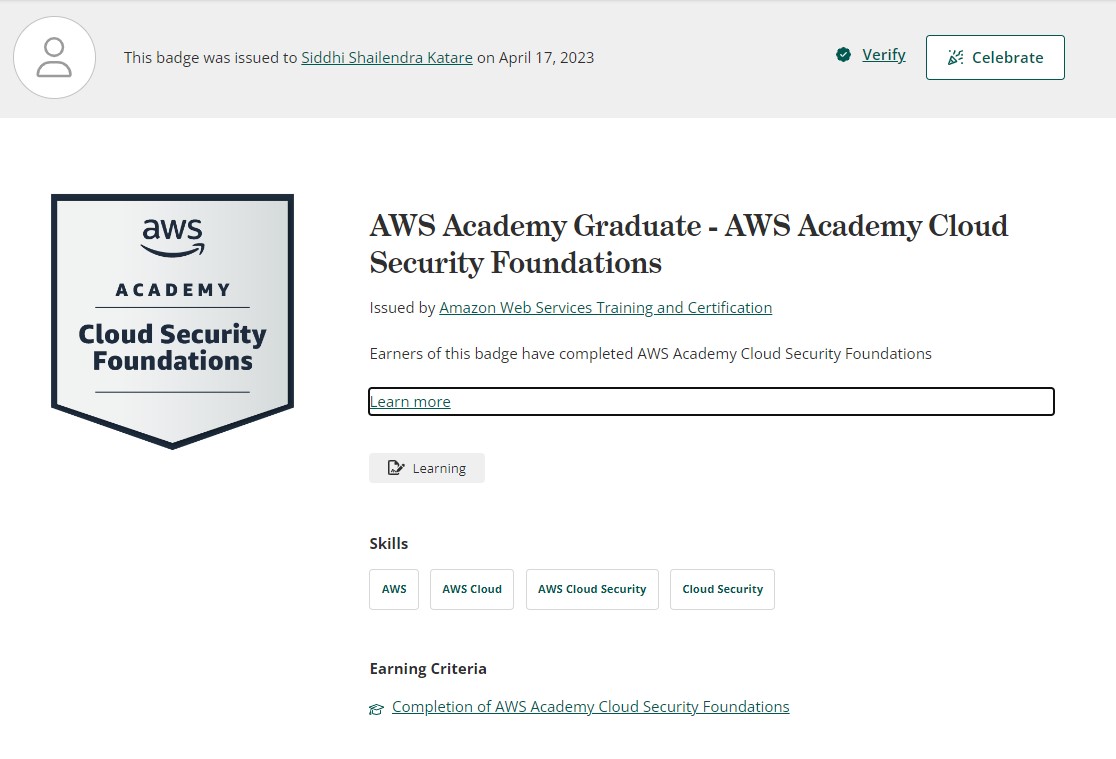 This badge was issued to Siddhi Shailendra Katare on April 17, 2023
Verify
Celebrate
aws
ACADEMY
Cloud Security
Foundations
AWS Academy Graduate - AWS Academy Cloud
Security Foundations
Issued by Amazon Web Services Training and Certification
Earners of this badge have completed AWS Academy Cloud Security Foundations
Learn more
Learning
Skills
AWS
AWS Cloud
AWS Cloud Security
Cloud Security
Earning Criteria
Completion of AWS Academy Cloud Security Foundations